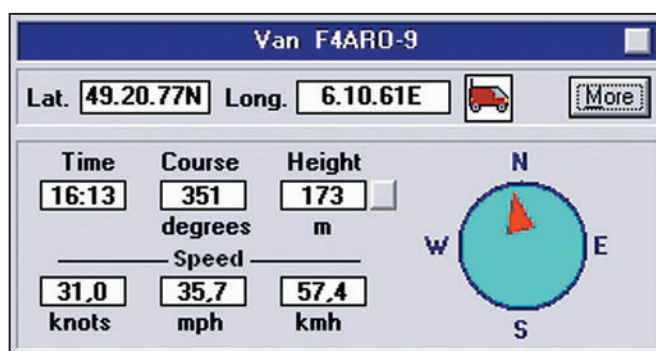 Van F4ARO-9
Lat. 49.20.77N Long. 6.10.61E More
Time Course Height
16:13 351 173
degrees m
Speed
31,0 35,7 57,4
knots mph kmh
N
W E
S